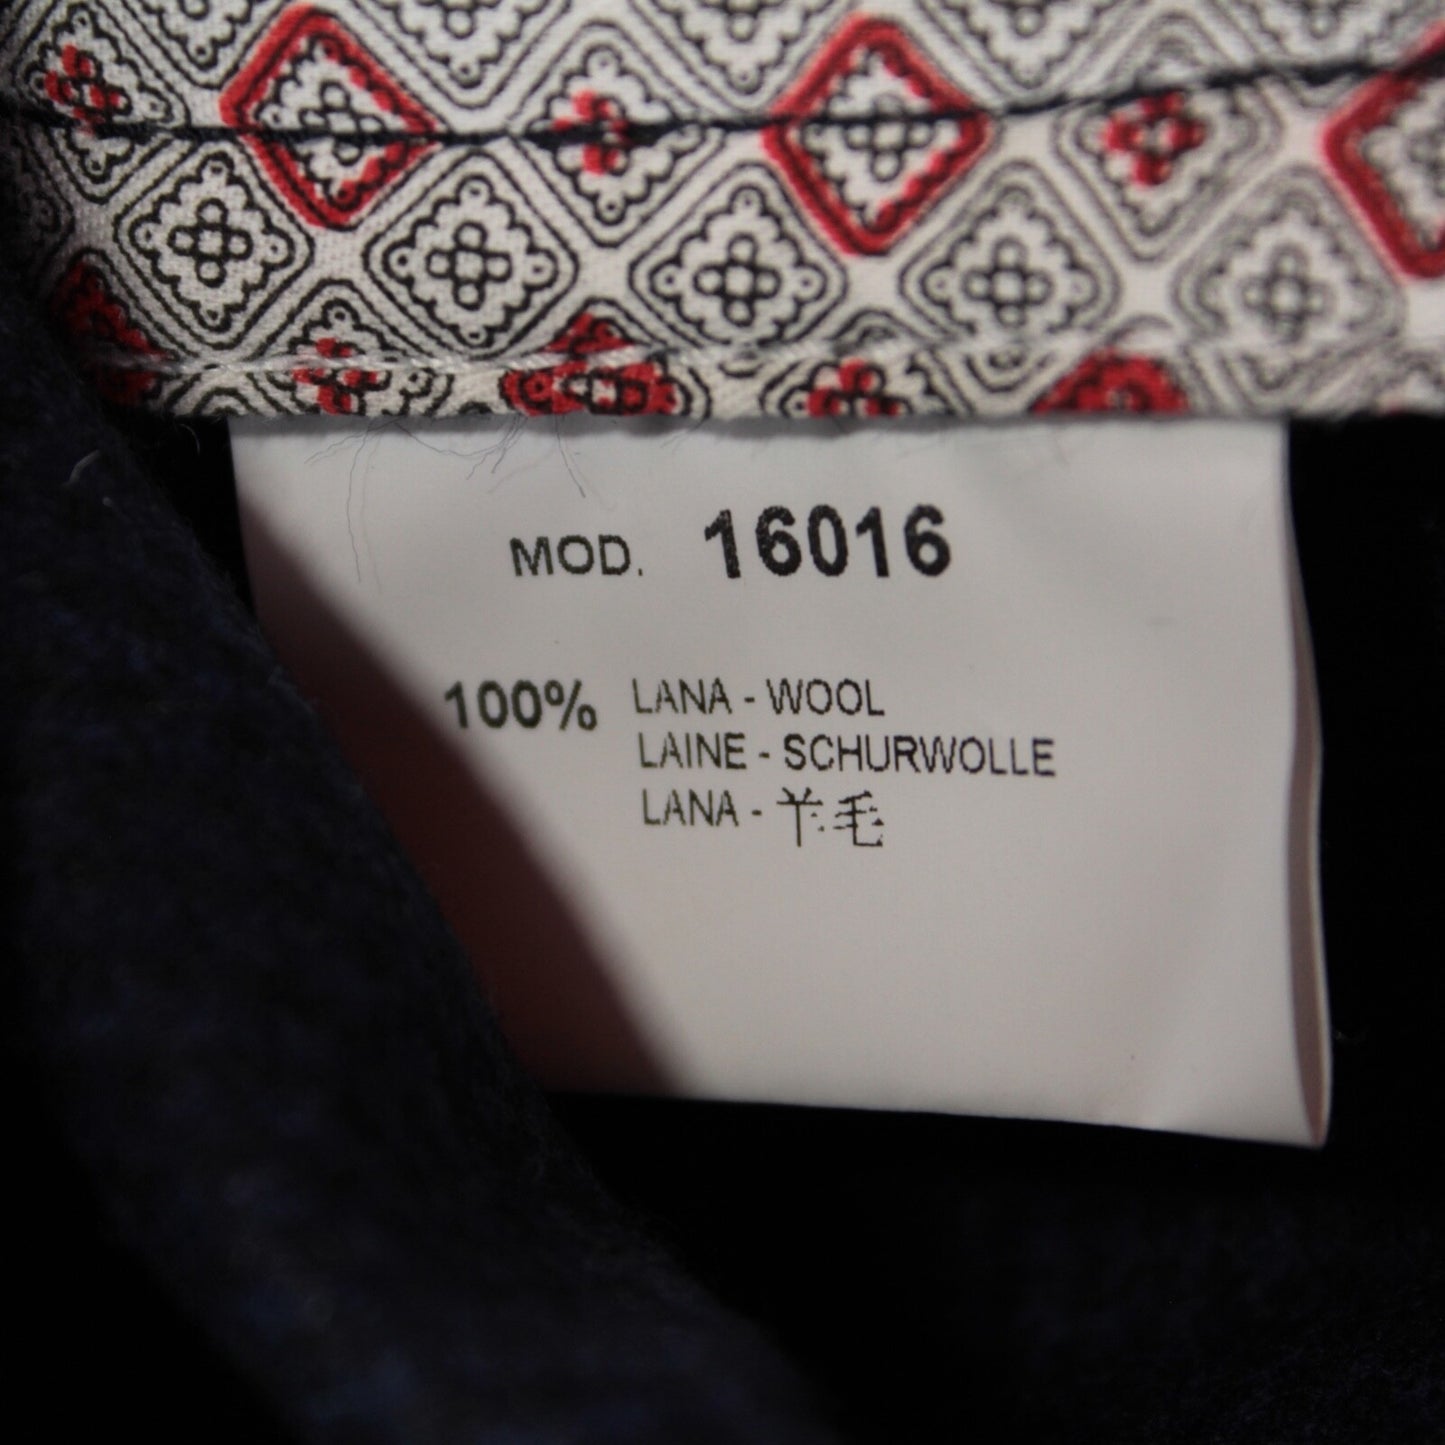 MOD. 16016
100% LANA - WOOL
LAINE - SCHURWOLLE
LANA - 羊毛